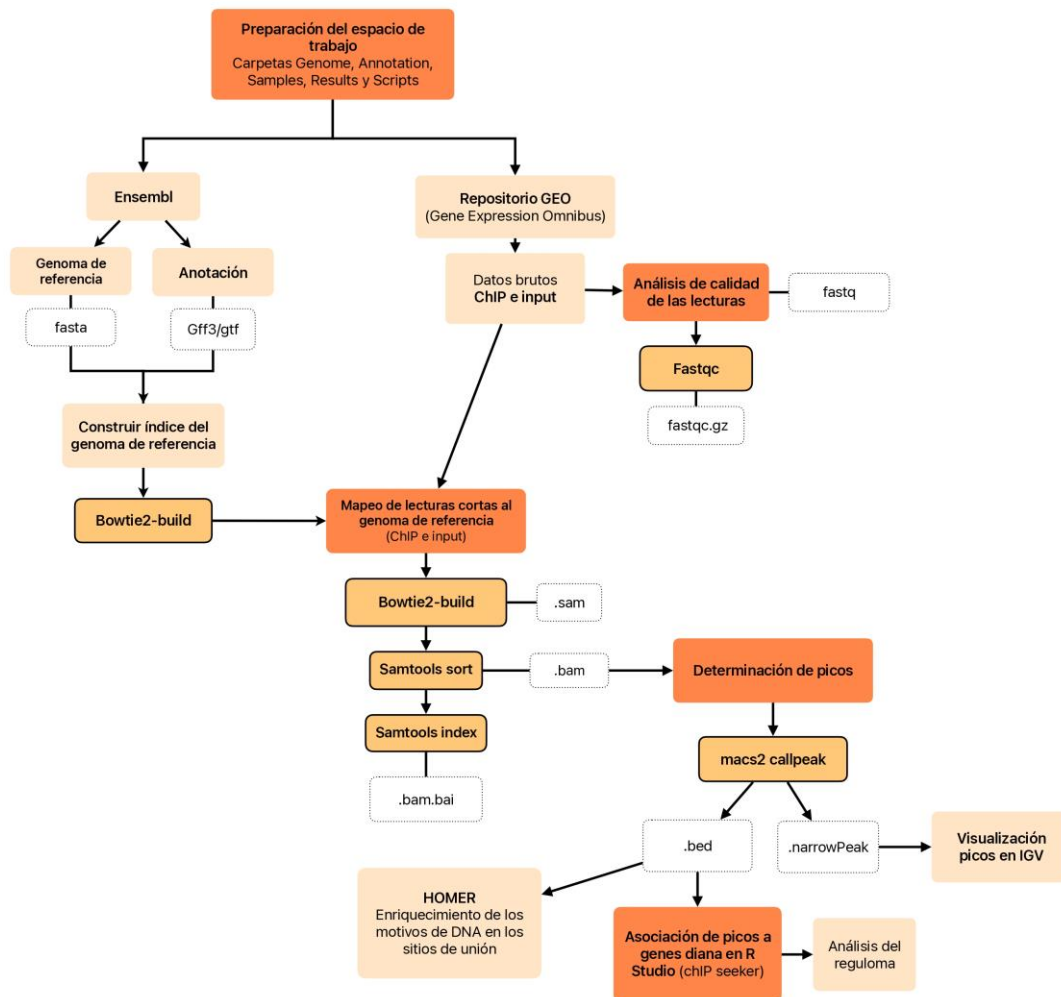 Preparación del espacio de
trabajo
Carpetas Genome, Annotation,
Samples, Results y Scripts
Ensembl
Repositorio GEO
(Gene Expression Omnibus)
Genoma de
referencia
Anotación
Datos brutos
ChIP e input
Análisis de calidad
de las lecturas
fastq
fasta
Gff3/gtf
Fastqc
fastqc.gz
Construir índice del
genoma de referencia
Bowtie2-build
Mapeo de lecturas cortas al
genoma de referencia
(ChIP e input)
Bowtie2-build
.sam
Samtools sort
.bam
Determinación de picos
Samtools index
macs2 callpeak
.bam.bai
.bed
.narrowPeak
Visualización
picos en IGV
HOMER
Enriquecimiento de los
motivos de DNA en los
sitios de unión
Asociación de picos a
genes diana en R
Studio (chIP seeker)
Análisis del
reguloma